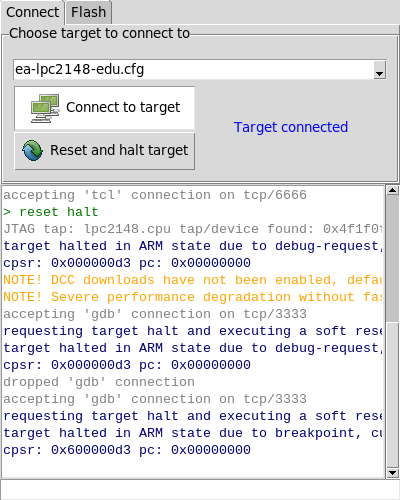 Connect Flash
Choose target to connect to
ea-lpc2148-edu.cfg
Connect to target
Target connected
Reset and halt target
accepting 'tcl' connection on tcp/6666
> reset halt
JTAG tap: lpc2148.cpu tap/device found: 0x4f1f0f
target halted in ARM state due to debug-request,
cpsr: 0x000000d3 pc: 0x00000000
NOTE! DCC downloads have not been enabled, defau
NOTE! Severe performance degradation without fas
accepting 'gdb' connection on tcp/3333
requesting target halt and executing a soft rese
target halted in ARM state due to debug-request,
cpsr: 0x000000d3 pc: 0x00000000
dropped 'gdb' connection
accepting 'gdb' connection on tcp/3333
requesting target halt and executing a soft rese
target halted in ARM state due to breakpoint, cu
cpsr: 0x600000d3 pc: 0x00000000